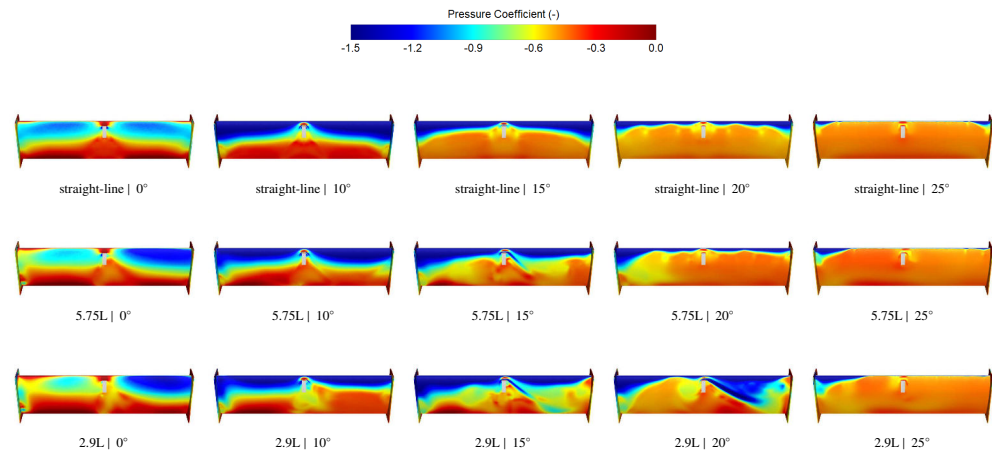 Pressure Coefficient (-)
-1.5 -1.2 -0.9 -0.6 -0.3 0.0
straight-line | 0° straight-line | 10° straight-line | 15° straight-line | 20° straight-line | 25°
5.75L | 0° 5.75L | 10° 5.75L | 15° 5.75L | 20° 5.75L | 25°
2.9L | 0° 2.9L | 10° 2.9L | 15° 2.9L | 20° 2.9L | 25°